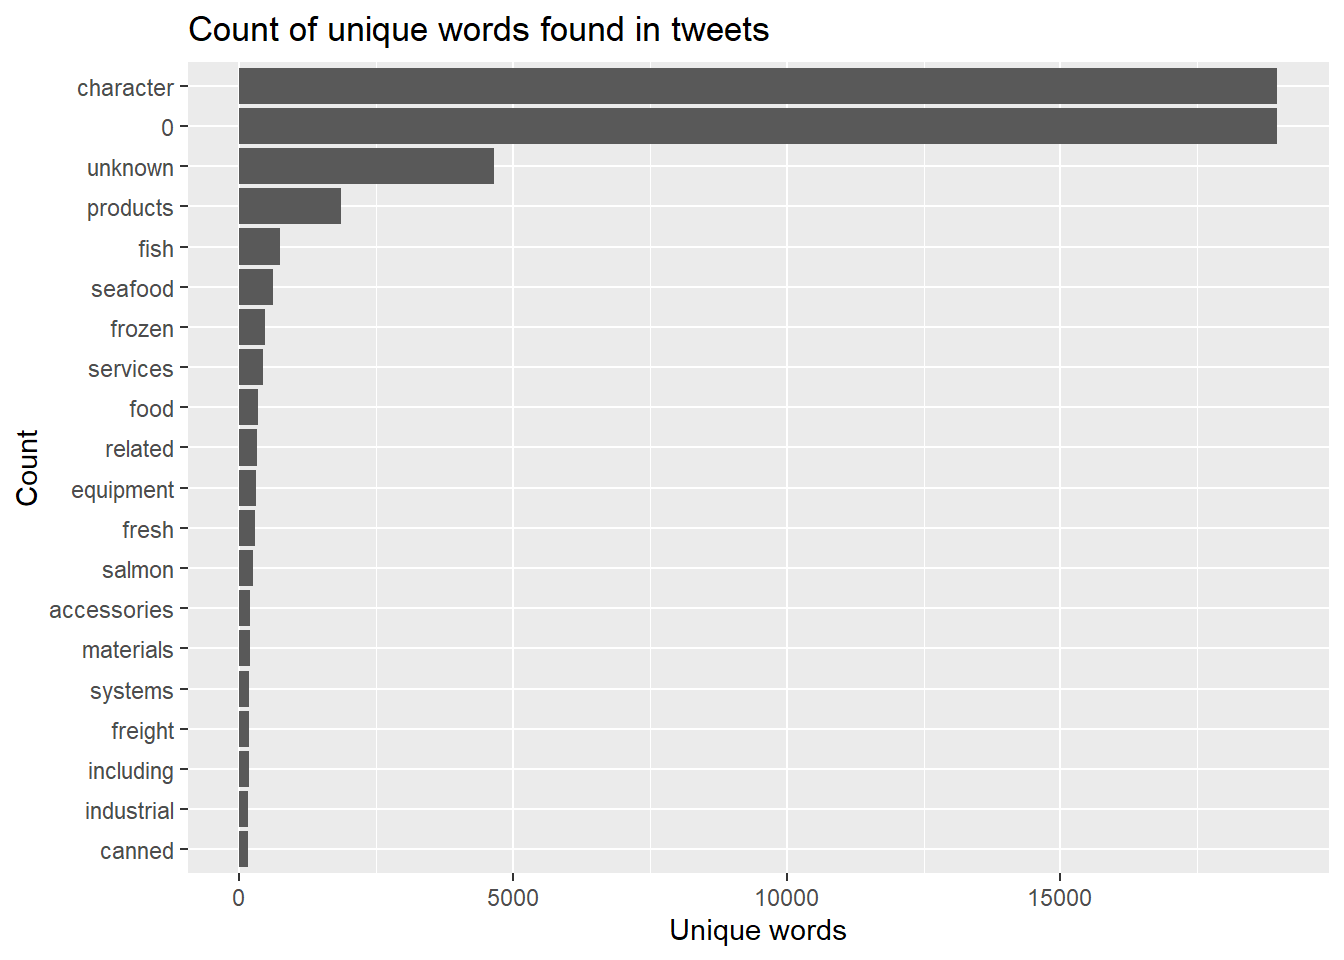 Count of unique words found in tweets
character
0
unknown
products
fish
seafood
frozen
services
food
related
equipment
fresh
salmon
accessories
materials
systems
freight
including
industrial
canned
Count
0 5000 10000 15000
Unique words